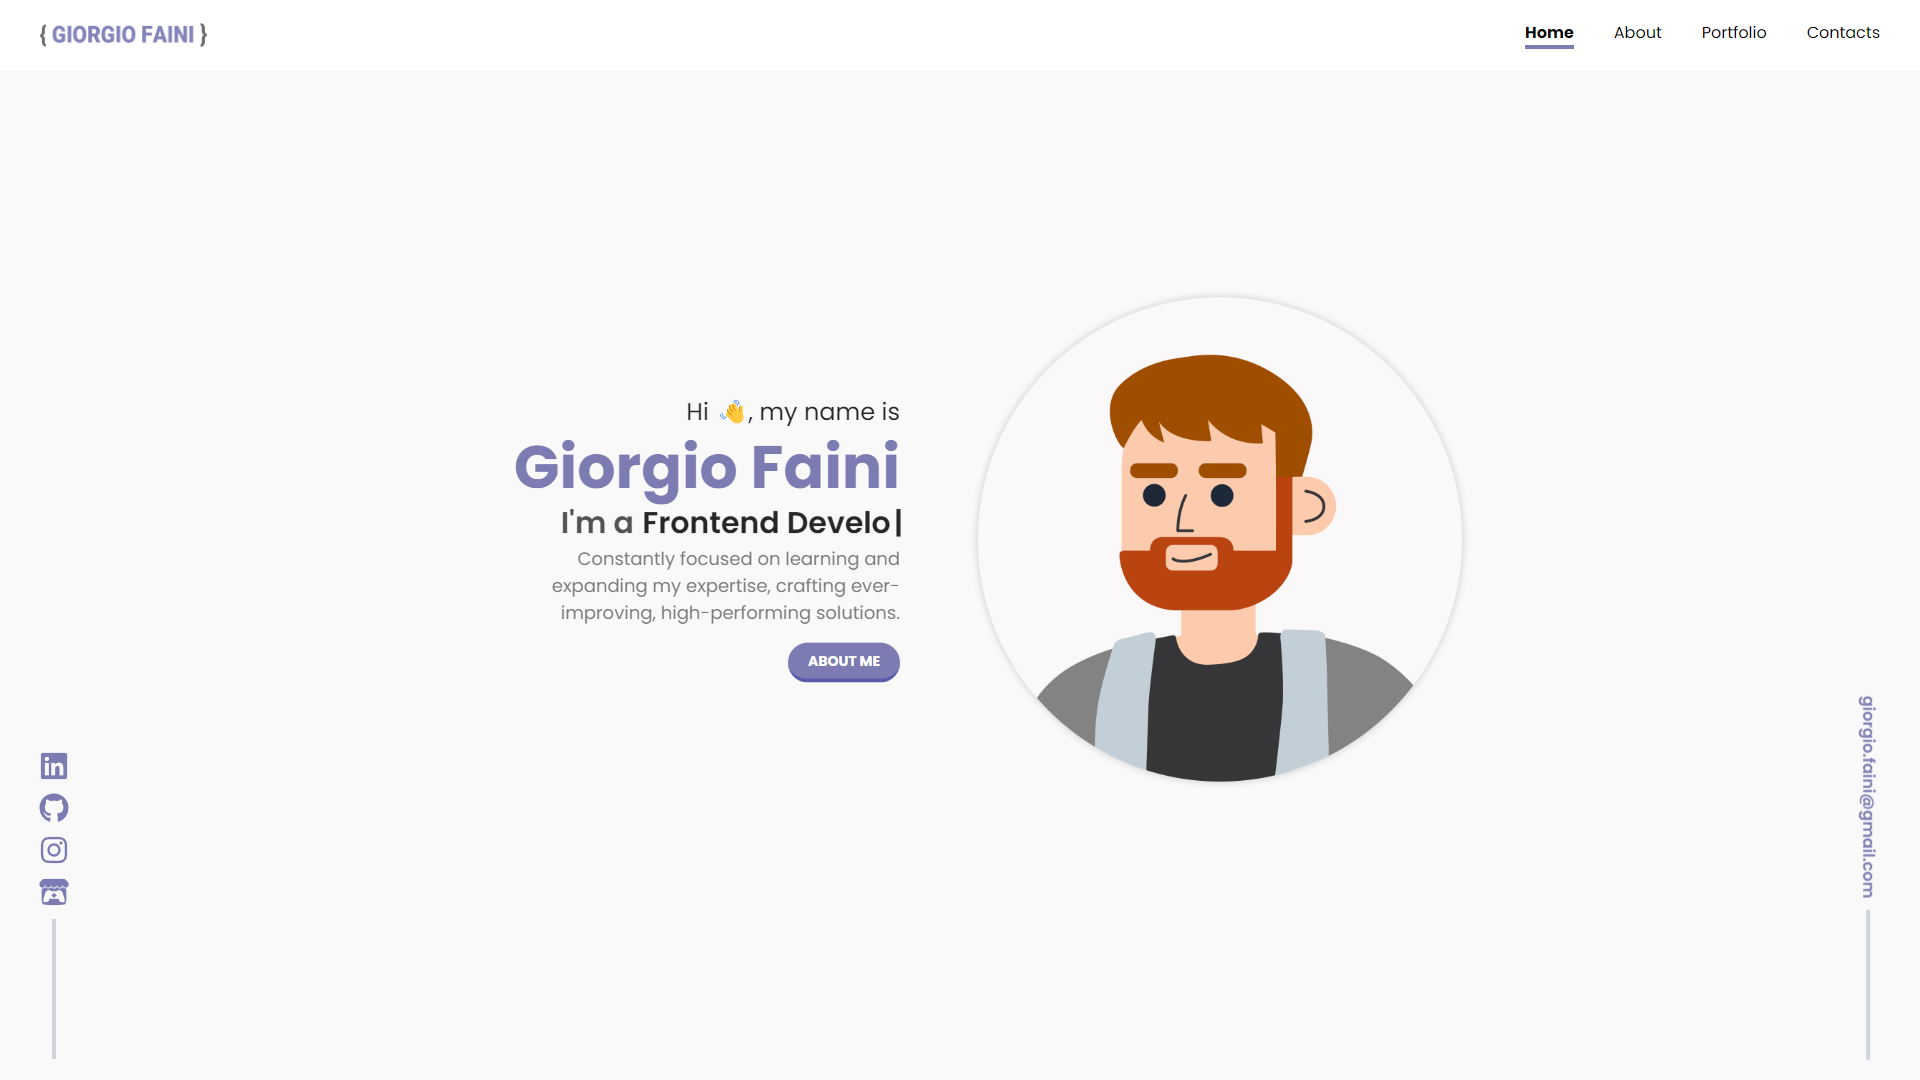 { GIORGIO FAINI }
Home
About
Portfolio
Contacts
Hi 👋, my name is
Giorgio Faini
I'm a Frontend Develo|
Constantly focused on learning and
expanding my expertise, crafting ever-
improving, high-performing solutions.
ABOUT ME
giorgio.faini@gmail.com